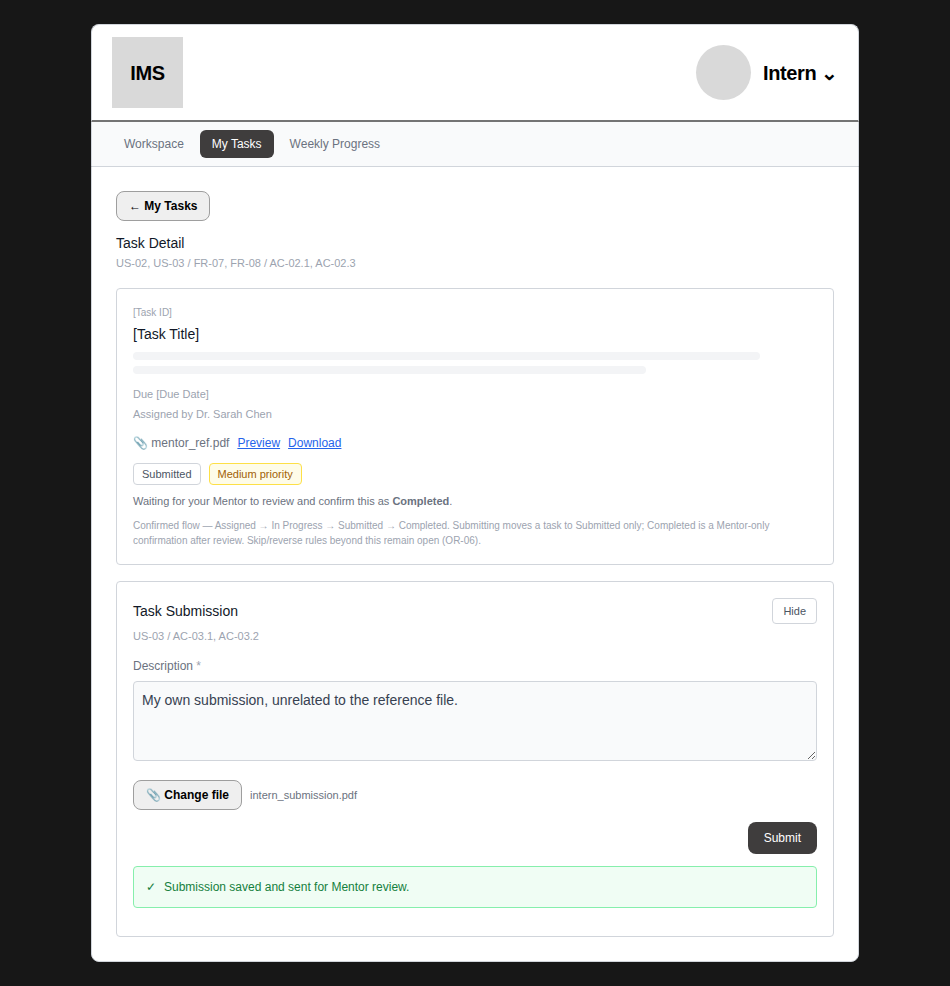 IMS
Intern
Workspace
My Tasks
Weekly Progress
← My Tasks
Task Detail
US-02, US-03 / FR-07, FR-08 / AC-02.1, AC-02.3
[Task ID]
[Task Title]
Due [Due Date]
Assigned by Dr. Sarah Chen
📎 mentor_ref.pdf Preview Download
Submitted
Medium priority
Waiting for your Mentor to review and confirm this as Completed.
Confirmed flow — Assigned → In Progress → Submitted → Completed. Submitting moves a task to Submitted only; Completed is a Mentor-only
confirmation after review. Skip/reverse rules beyond this remain open (OR-06).
Task Submission
Hide
US-03 / AC-03.1, AC-03.2
Description *
My own submission, unrelated to the reference file.
📎 Change file
intern_submission.pdf
Submit
✓ Submission saved and sent for Mentor review.